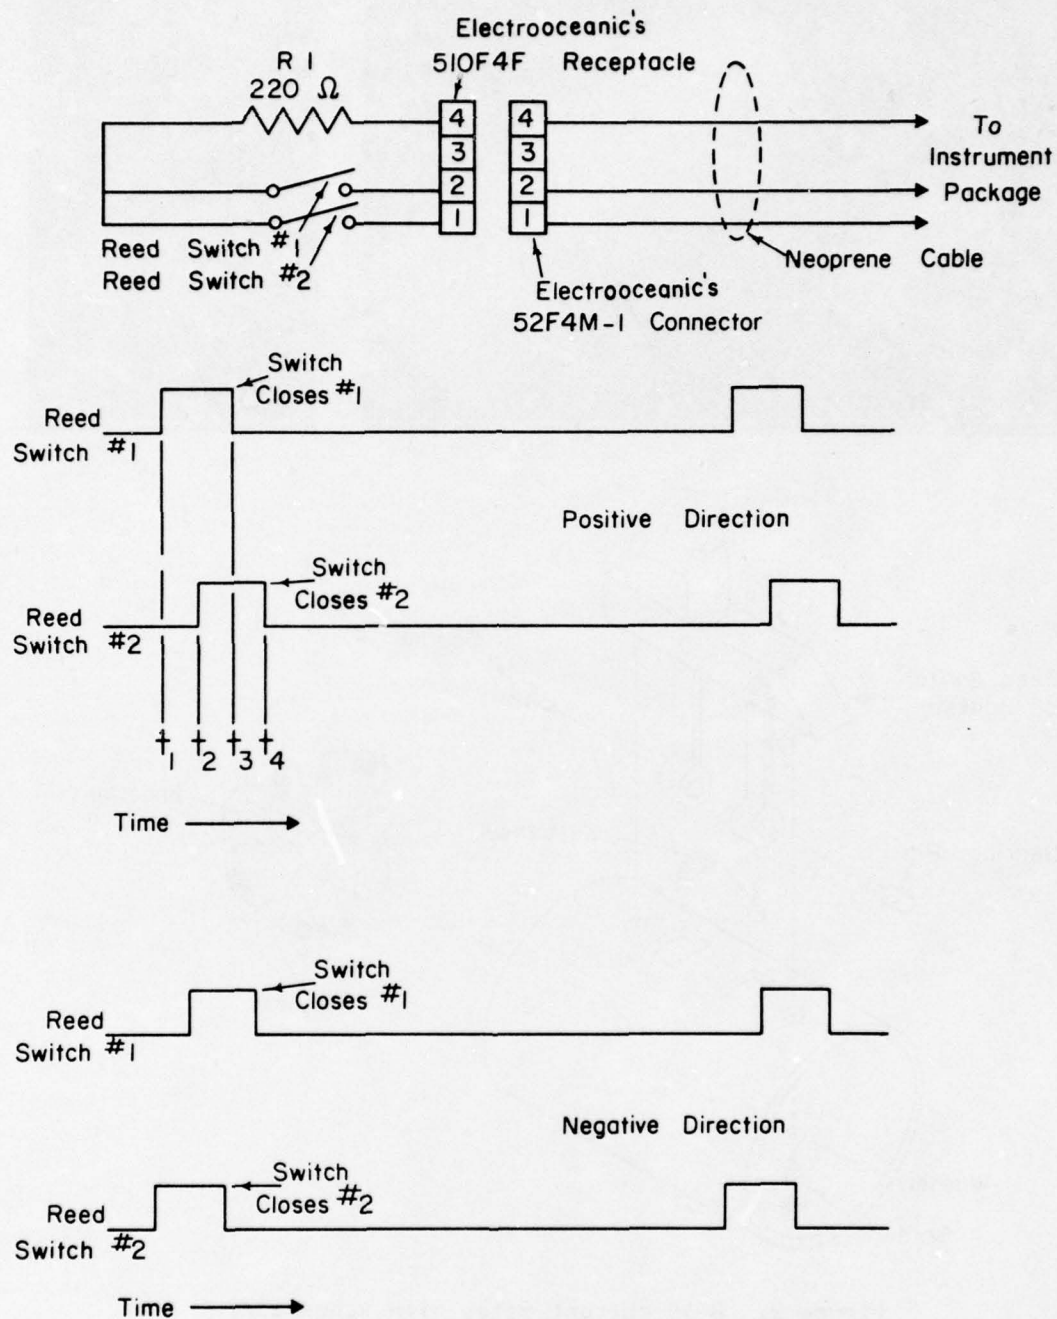 Electrooceanic's
510F4F Receptacle
R 1
220 Ω
4
3
2
1
4
3
2
1
To
Instrument
Package
Reed Switch #1
Reed Switch #2
Neoprene Cable
Electrooceanic's
52F4M-1 Connector
Switch
Closes #1
Reed
Switch #1
Positive Direction
Switch
Closes #2
Reed
Switch #2
t1 t2 t3 t4
Time
Switch
Closes #1
Reed
Switch #1
Negative Direction
Switch
Closes #2
Reed
Switch #2
Time